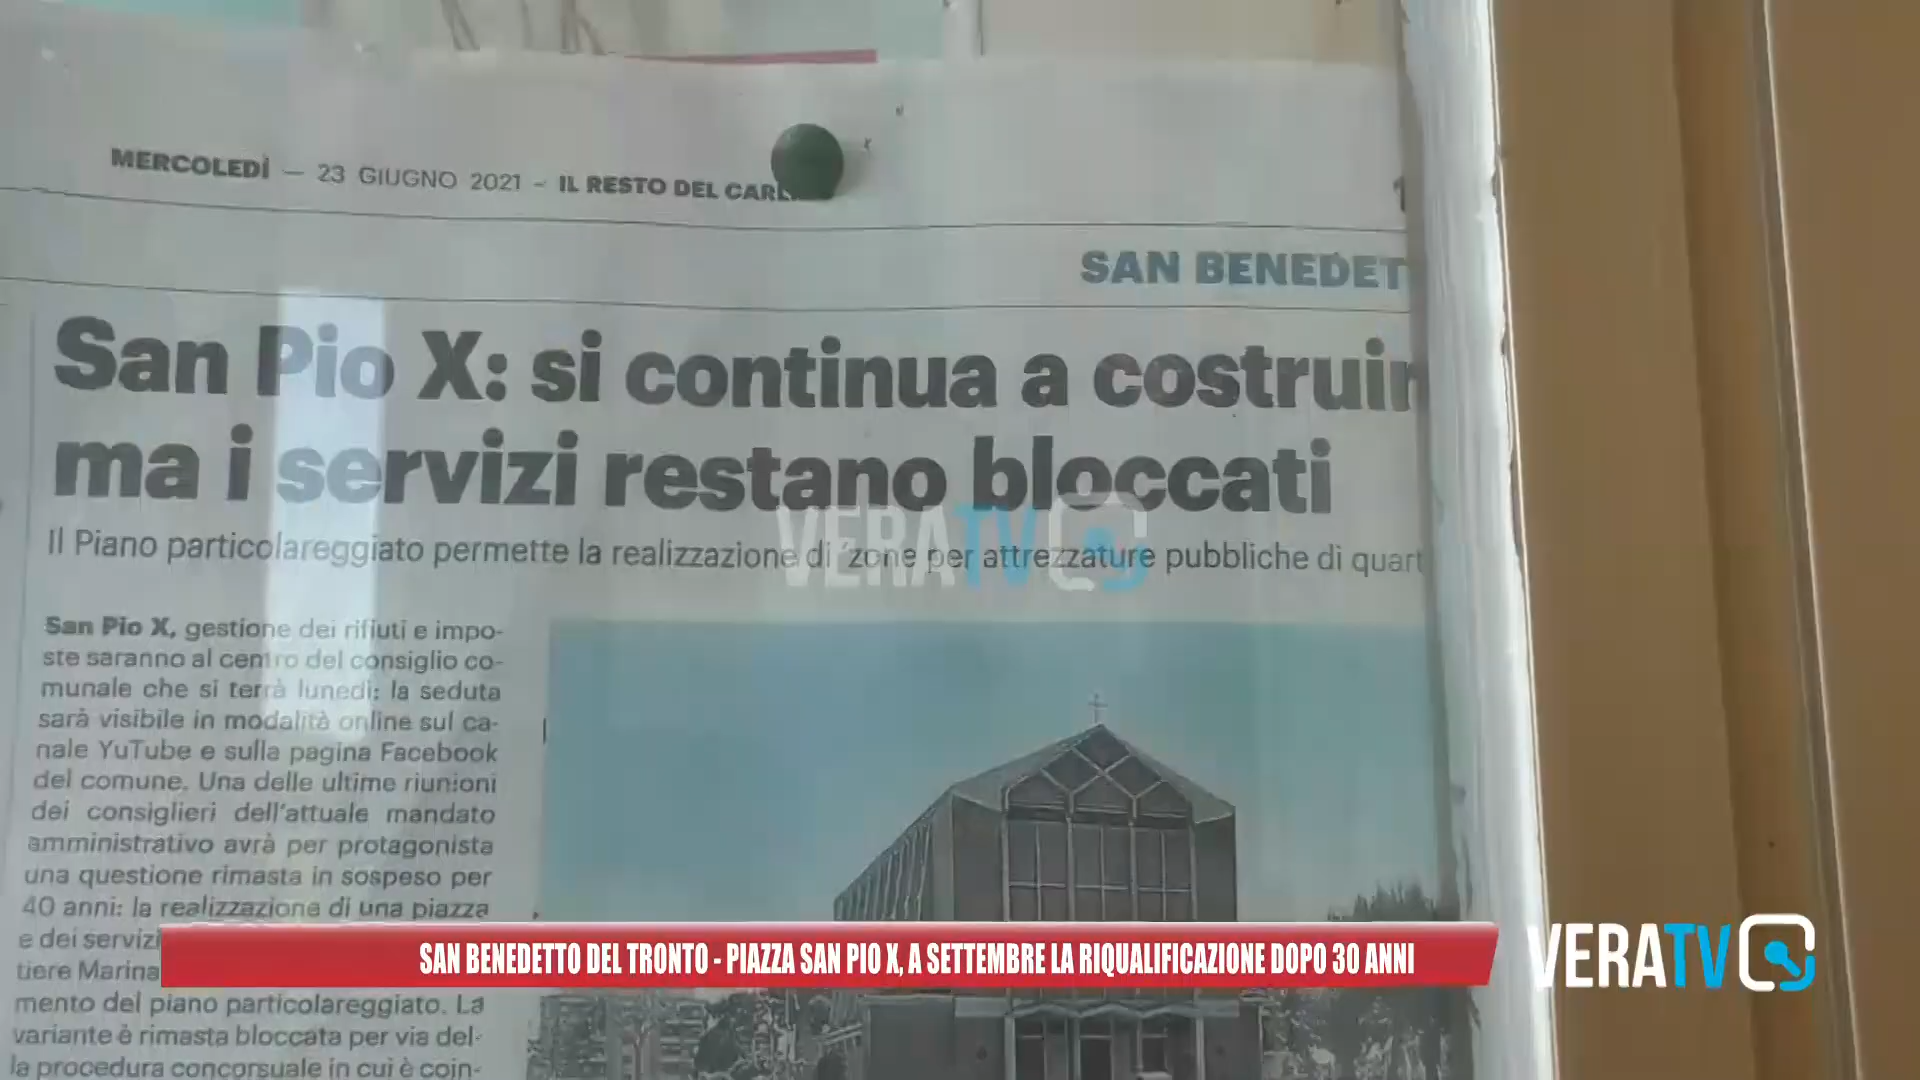 MERCOLEDÌ — 23 GIUGNO 2021 – IL RESTO DEL
SAN
San Pio X: si continua a
ma i servizi restano bloccati
Il Piano particolareggiato permette la realizzazione di 'zone per attrezzature pubbliche di
VERATV
San Pio X, gestione dei rifiuti e impo-
ste saranno al centro del consiglio co-
munale che si terrà lunedì: la seduta
sarà visibile in modalità online sul ca-
nale YuTube e sulla pagina Facebook
del comune. Una delle ultime riunioni
dei consiglieri dell'attuale mandato
amministrativo avrà per protagonista
una questione rimasta in sospeso per
40 anni: la realizzazione di una piazza
e dei servizi
tiere Marina
mento del piano particolareggiato. La
variante è rimasta bloccata per via del-
la procedura concorsuale in cui è coin-
SAN BENEDETTO DEL TRONTO - PIAZZA SAN PIO X, A SETTEMBRE LA RIQUALIFICAZIONE DOPO 30 ANNI
VERATV